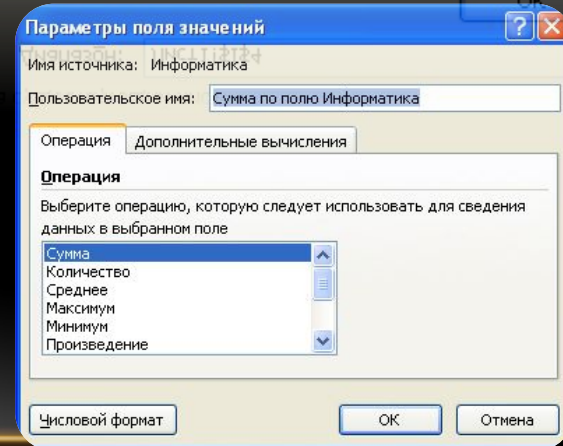 ОК
Параметры поля значений
Имя источника: Информатика
Пользовательское имя: Сумма по полю Информатика
Операция
Дополнительные вычисления
Операция
Выберите операцию, которую следует использовать для сведения
данных в выбранном поле
Сумма
Количество
Среднее
Максимум
Минимум
Произведение
Числовой формат
ОК
Отмена